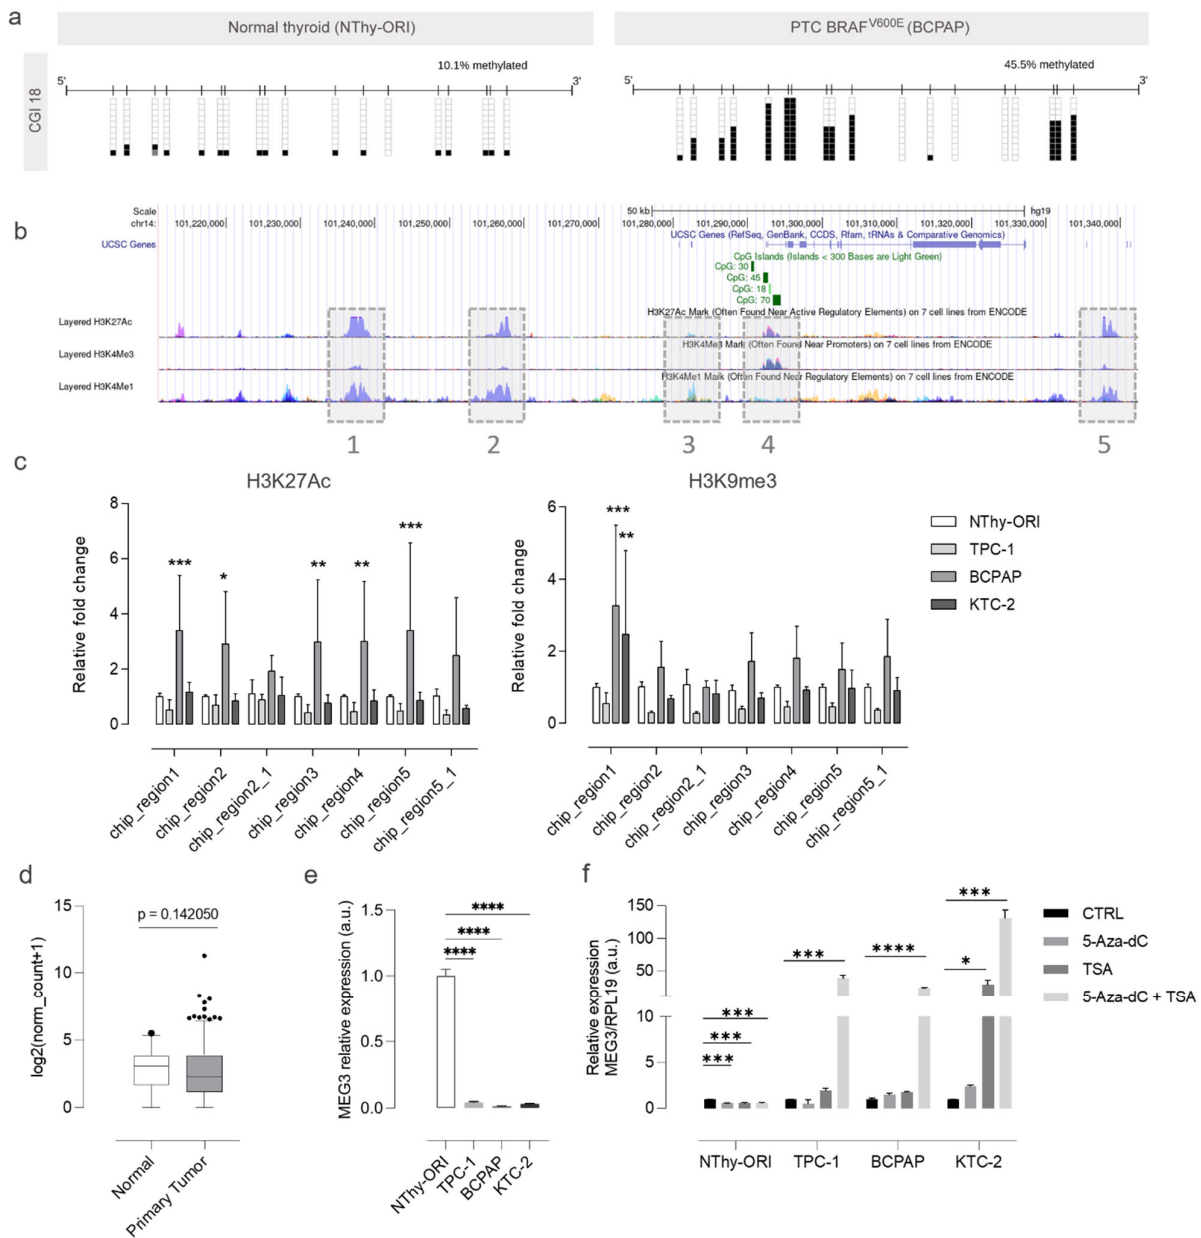 a
Normal thyroid (NThy-ORI)
PTC BRAFV600E (BCPAP)
CGI 18
10.1% methylated
5'
3'
45.5% methylated
5'
3'
b
Scale
50 kb
hg19
chr14:
101,220,000
101,230,000
101,240,000
101,250,000
101,260,000
101,270,000
101,280,000
101,290,000
101,300,000
101,310,000
101,320,000
101,330,000
101,340,000
UCSC Genes
UCSC Genes (RefSeq, GenBank, CCDS, Rfam, tRNAs & Comparative Genomics)
CpG Islands (Islands < 300 Bases are Light Green)
CpG: 30
CpG: 45
CpG: 18
CpG: 70
H3K27Ac Mark (Often Found Near Active Regulatory Elements) on 7 cell lines from ENCODE
Layered H3K27Ac
H3K4Me3 Mark (Often Found Near Promoters) on 7 cell lines from ENCODE
Layered H3K4Me3
H3K4Me1 Mark (Often Found Near Regulatory Elements) on 7 cell lines from ENCODE
Layered H3K4Me1
1
2
3
4
5
c
H3K27Ac
Relative fold change
8
6
4
2
0
***
*
**
**
***
chip_region1
chip_region2
chip_region2_1
chip_region3
chip_region4
chip_region5
chip_region5_1
H3K9me3
Relative fold change
6
4
2
0
***
**
chip_region1
chip_region2
chip_region2_1
chip_region3
chip_region4
chip_region5
chip_region5_1
NThy-ORI
TPC-1
BCPAP
KTC-2
d
log2(norm_count+1)
15
10
5
0
p = 0.142050
Normal
Primary Tumor
e
MEG3 relative expression (a.u.)
1.5
1.0
0.5
0.0
****
****
****
NThy-ORI
TPC-1
BCPAP
KTC-2
f
Relative expression
MEG3/RPL19 (a.u.)
150
100
50
10
5
0
***
***
***
***
****
*
***
NThy-ORI
TPC-1
BCPAP
KTC-2
CTRL
5-Aza-dC
TSA
5-Aza-dC + TSA